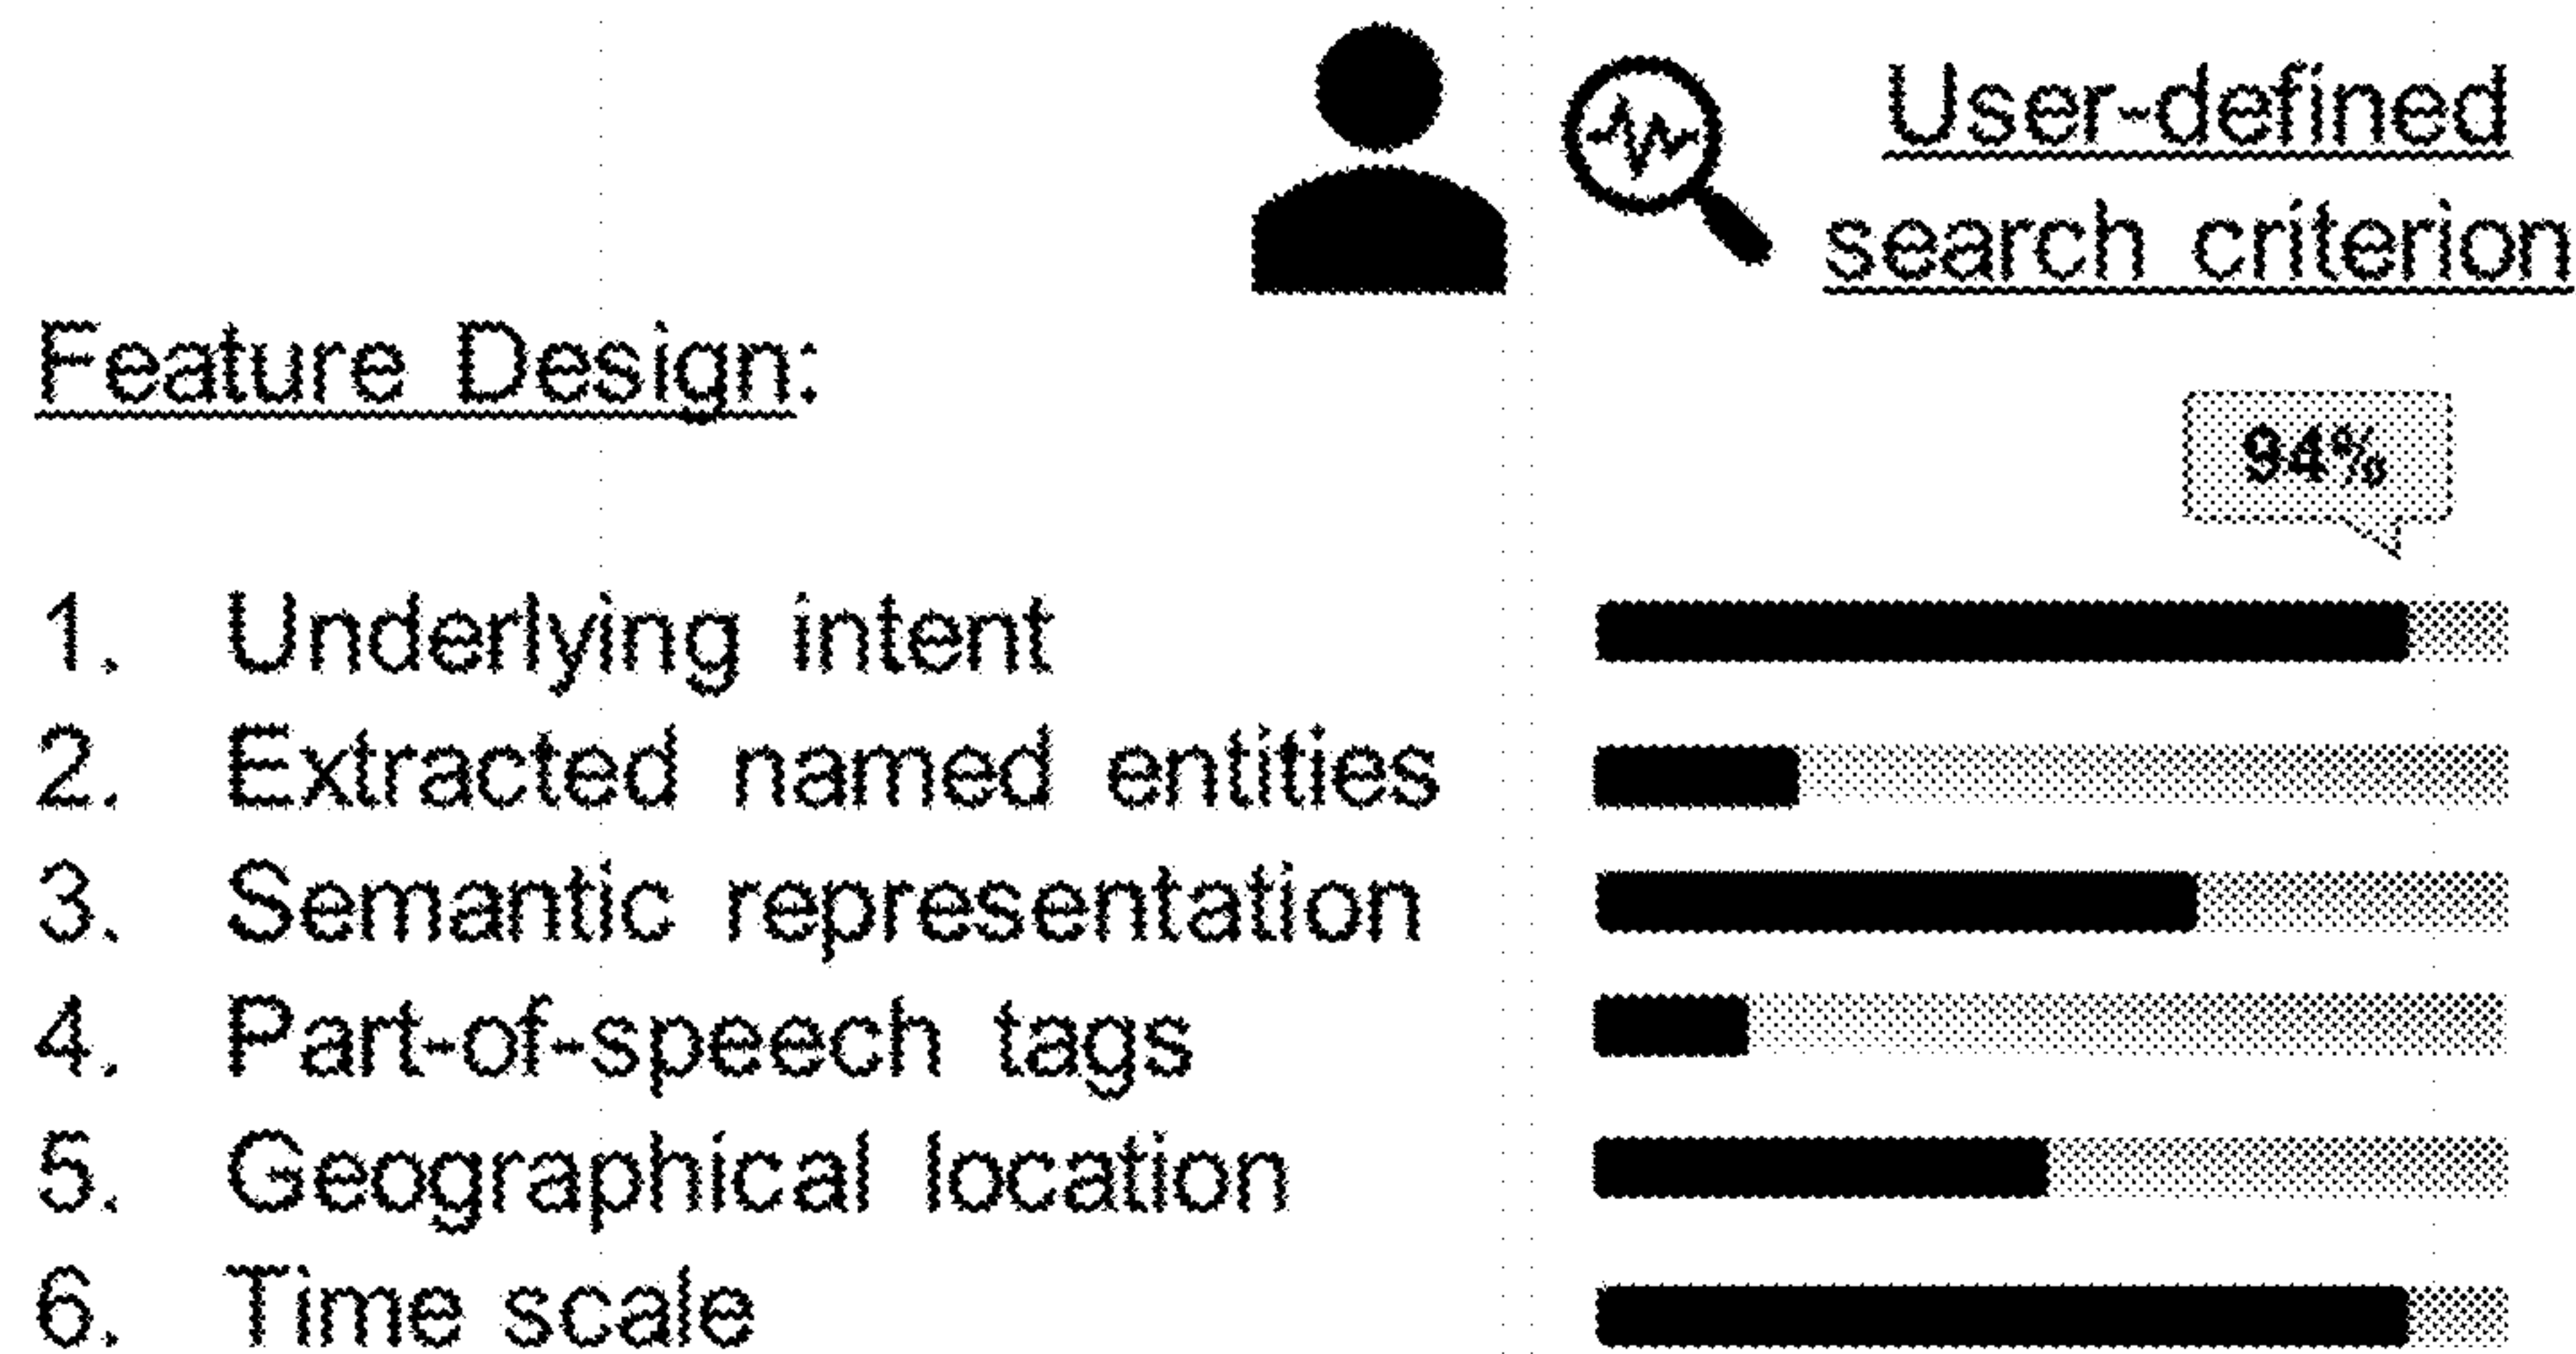 User-defined
search criterion
Feature Design:
94%
1. Underlying intent
2. Extracted named entities
3. Semantic representation
4. Part-of-speech tags
5. Geographical location
6. Time scale